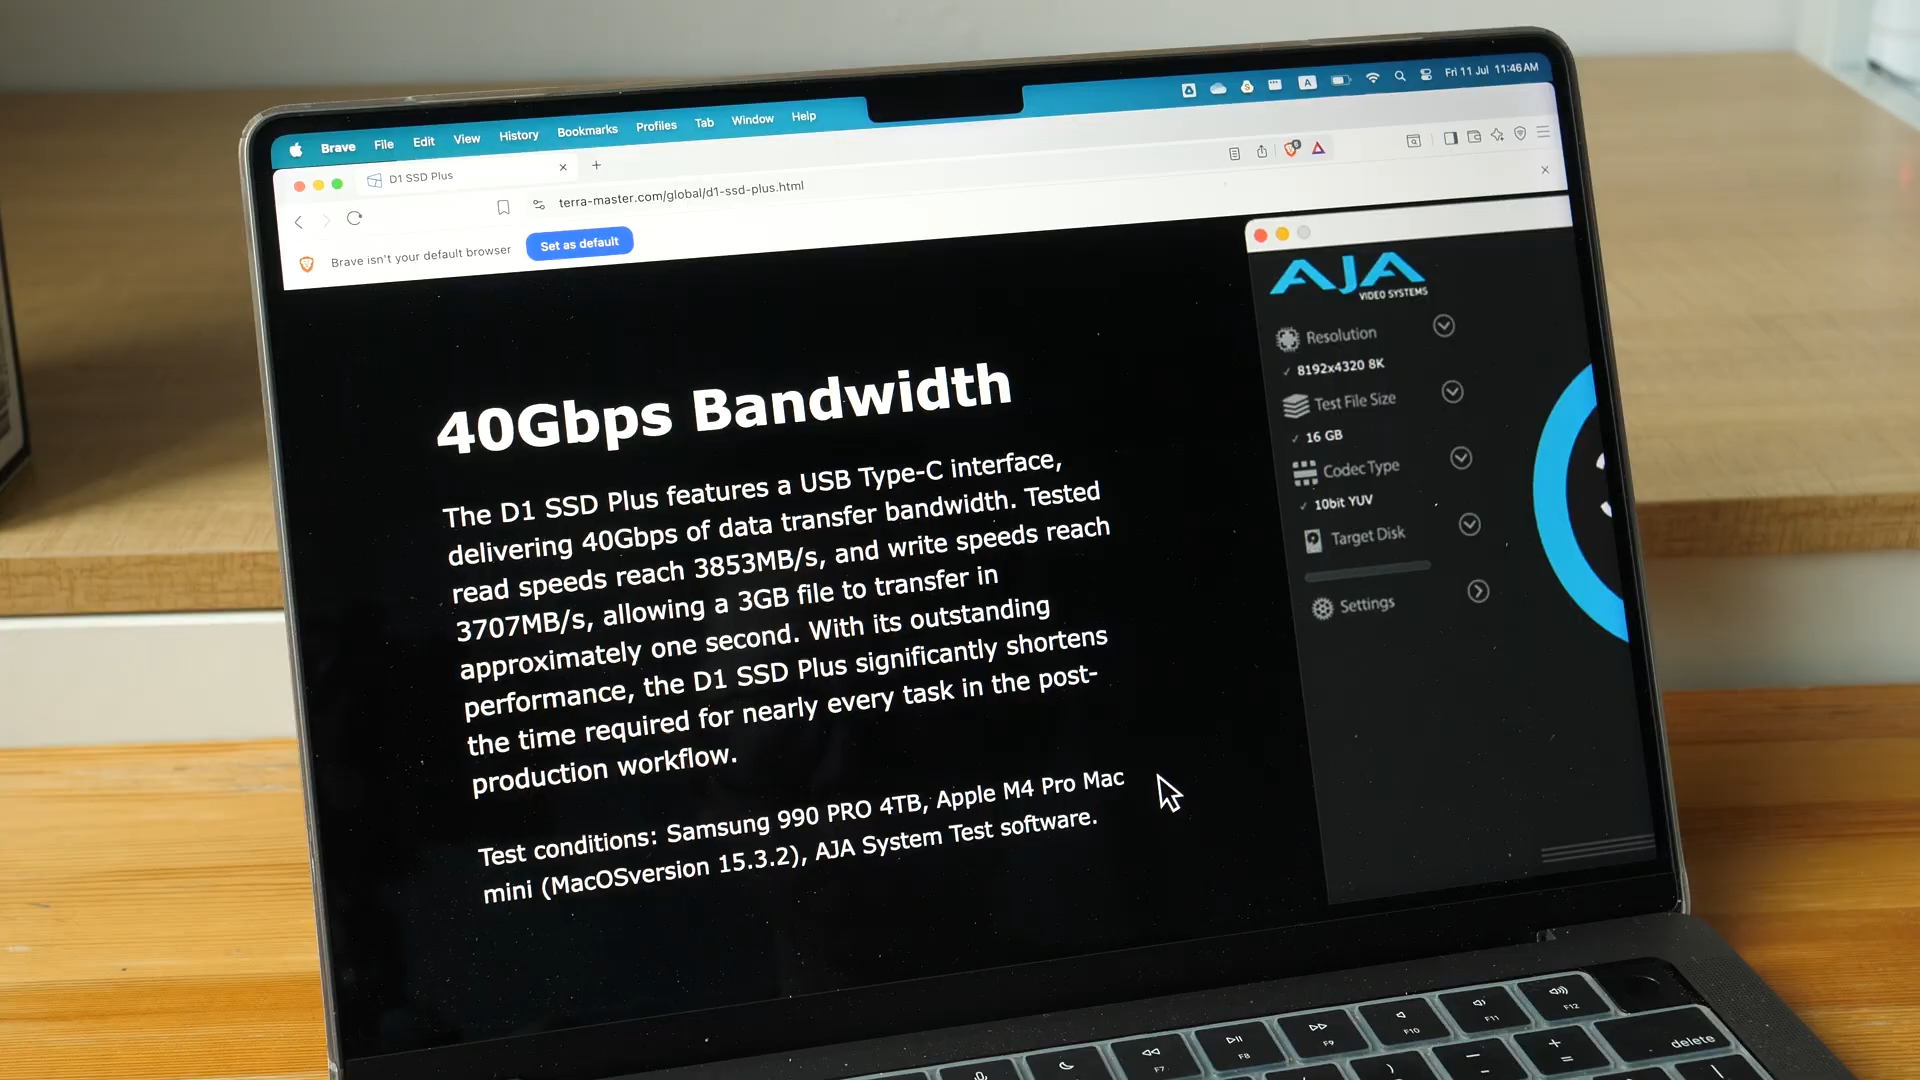 Brave File Edit View History Bookmarks Profiles Tab Window Help
A Fri 11 Jul 11:46 AM
D1 SSD Plus
terra-master.com/global/d1-ssd-plus.html
Brave isn't your default browser Set as default
40Gbps Bandwidth
The D1 SSD Plus features a USB Type-C interface,
delivering 40Gbps of data transfer bandwidth. Tested
read speeds reach 3853MB/s, and write speeds reach
3707MB/s, allowing a 3GB file to transfer in
approximately one second. With its outstanding
performance, the D1 SSD Plus significantly shortens
the time required for nearly every task in the post-
production workflow.
Test conditions: Samsung 990 PRO 4TB, Apple M4 Pro Mac
mini (MacOSversion 15.3.2), AJA System Test software.
AJA
VIDEO SYSTEMS
Resolution
8192x4320 8K
Test File Size
16 GB
Codec Type
10bit YUV
Target Disk
Settings
F7 F8 F9 F10 F11 F12
delete